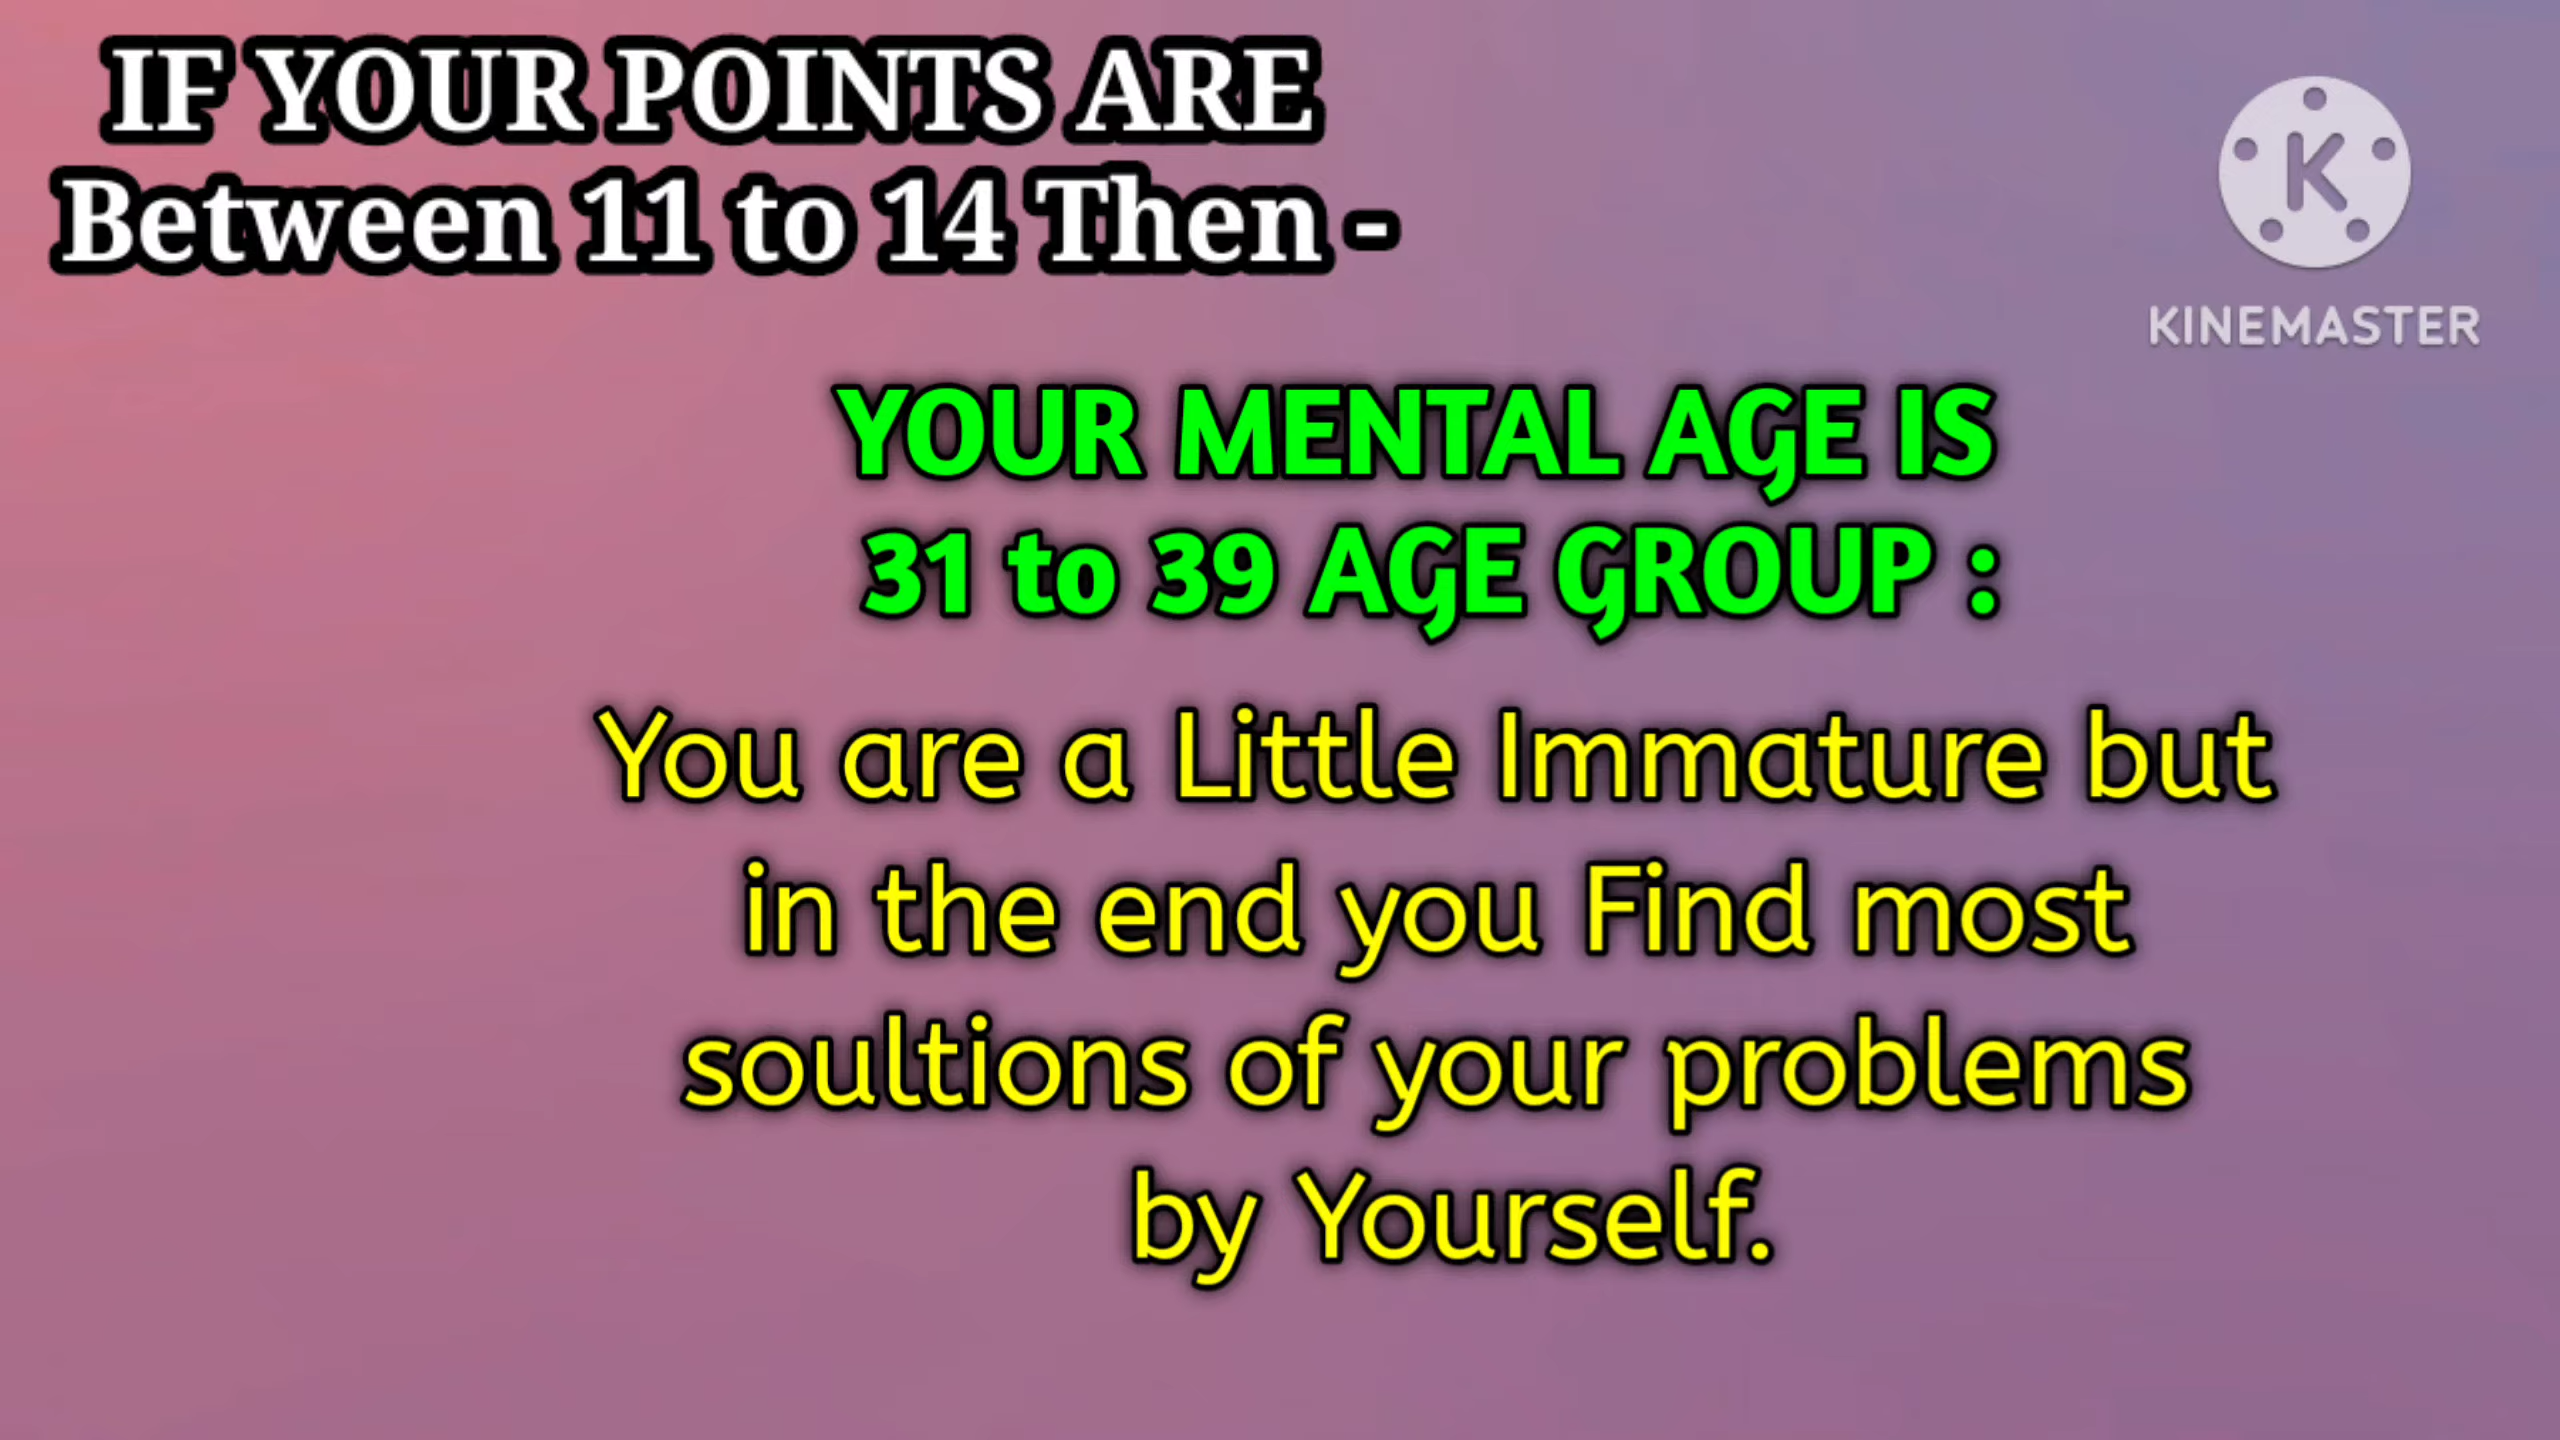 IF YOUR POINTS ARE
Between 11 to 14 Then -
KINEMASTER
YOUR MENTAL AGE IS
31 to 39 AGE GROUP :
You are a Little Immature but
in the end you Find most
soultions of your problems
by Yourself.